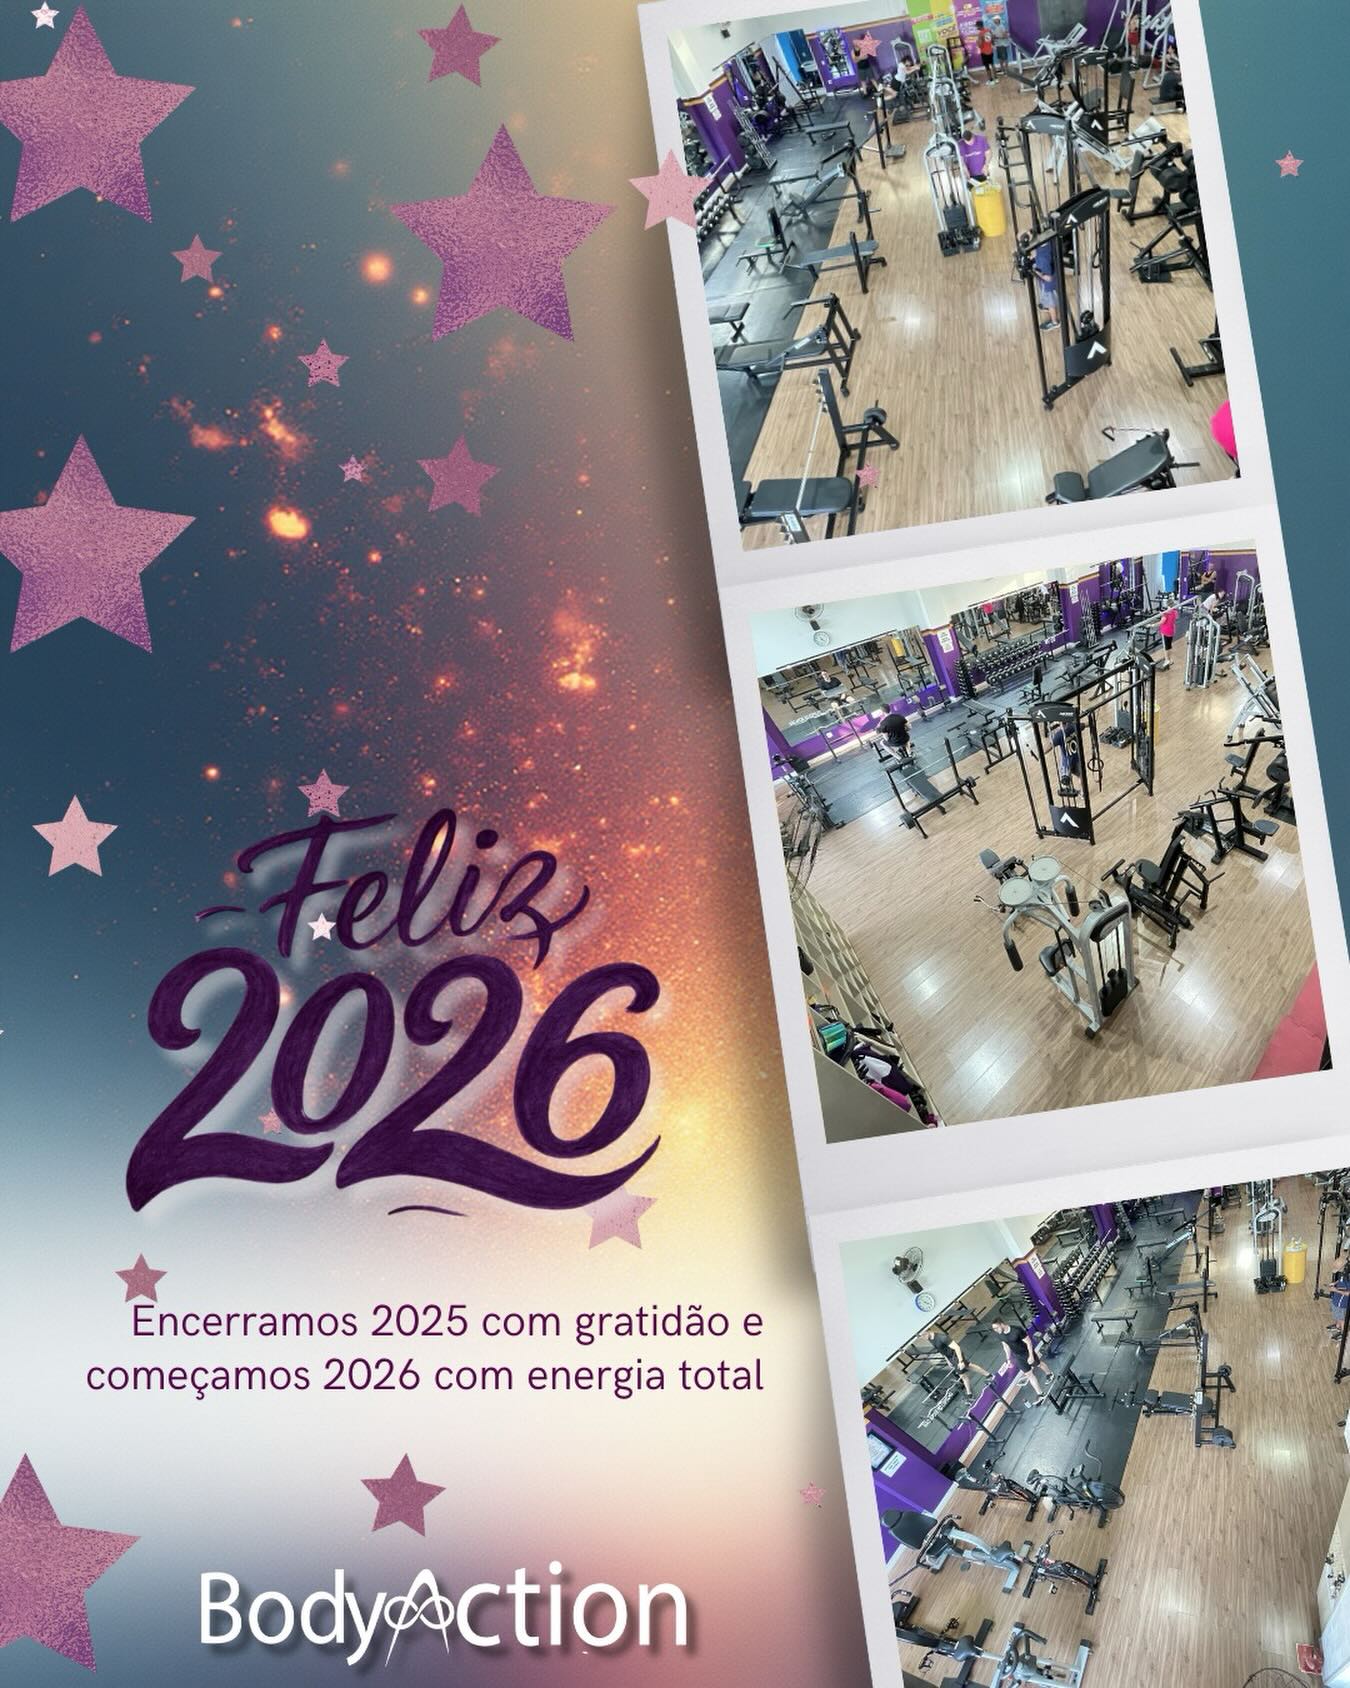 Feliz
2026
Encerramos 2025 com gratidão e
começamos 2026 com energia total
BodyAction